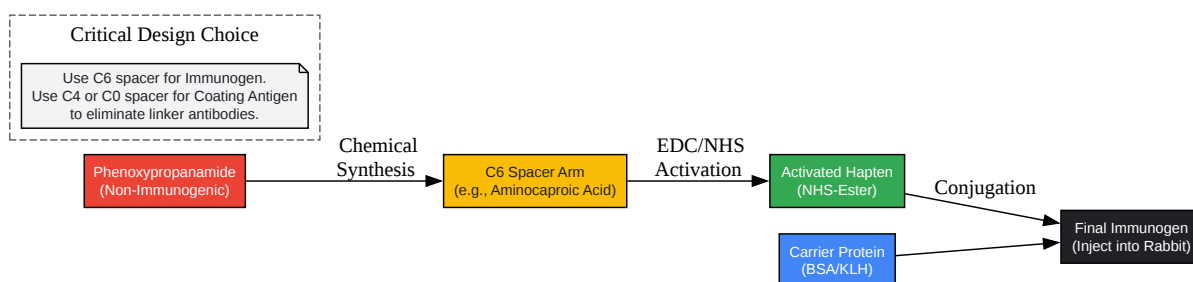 Critical Design Choice
Use C6 spacer for Immunogen.
Use C4 or C0 spacer for Coating Antigen
to eliminate linker antibodies.
Phenoxypropanamide
(Non-Immunogenic)
Chemical
Synthesis
C6 Spacer Arm
(e.g., Aminocaproic Acid)
EDC/NHS
Activation
Activated Hapten
(NHS-Ester)
Conjugation
Carrier Protein
(BSA/KLH)
Final Immunogen
(Inject into Rabbit)